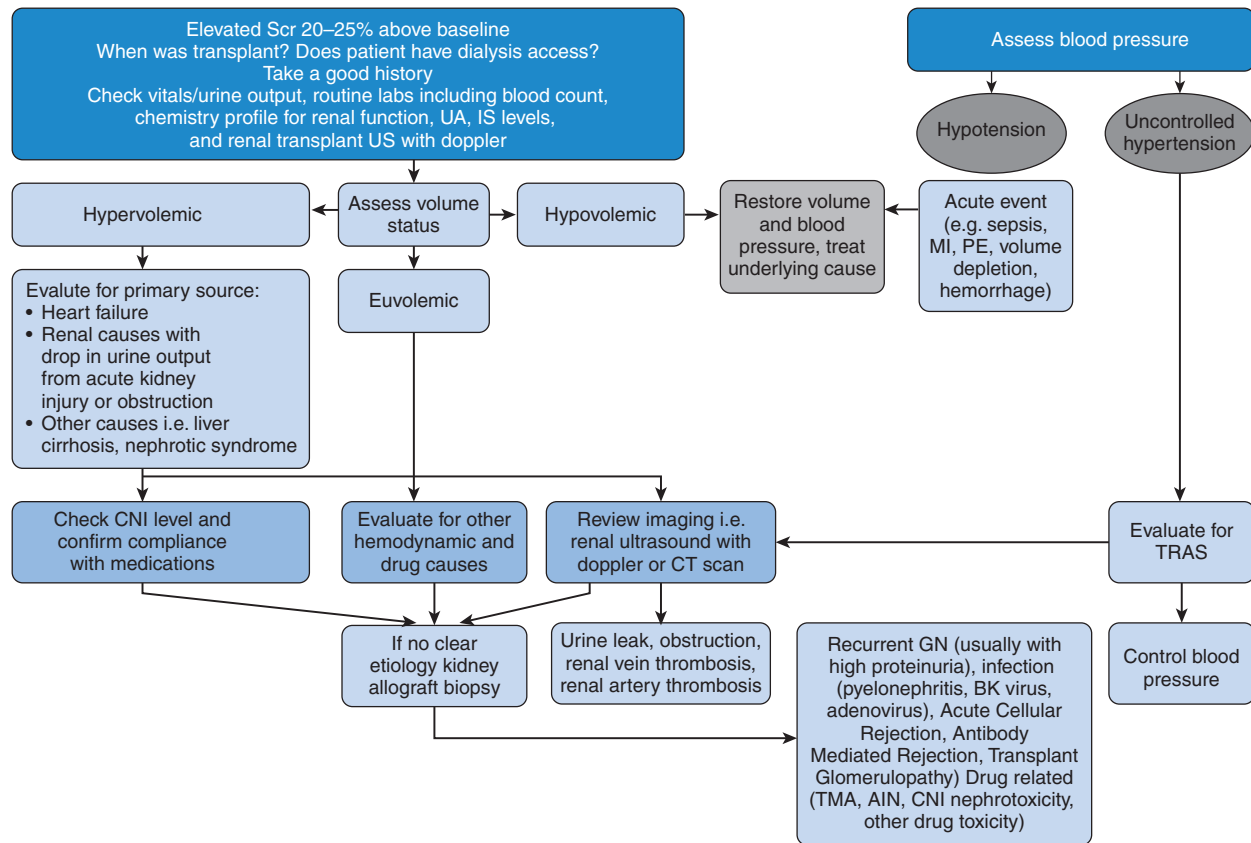 Elevated Scr 20–25% above baseline
When was transplant? Does patient have dialysis access?
Take a good history
Check vitals/urine output, routine labs including blood count,
chemistry profile for renal function, UA, IS levels,
and renal transplant US with doppler
Assess blood pressure
Hypotension
Uncontrolled
hypertension
Hypervolemic
Assess volume
status
Hypovolemic
Restore volume
and blood
pressure, treat
underlying cause
Acute event
(e.g. sepsis,
MI, PE, volume
depletion,
hemorrhage)
Evalute for primary source:
• Heart failure
• Renal causes with
drop in urine output
from acute kidney
injury or obstruction
• Other causes i.e. liver
cirrhosis, nephrotic syndrome
Euvolemic
Check CNI level and
confirm compliance
with medications
Evaluate for other
hemodynamic and
drug causes
Review imaging i.e.
renal ultrasound with
doppler or CT scan
Evaluate for
TRAS
If no clear
etiology kidney
allograft biopsy
Urine leak, obstruction,
renal vein thrombosis,
renal artery thrombosis
Recurrent GN (usually with
high proteinuria), infection
(pyelonephritis, BK virus,
adenovirus), Acute Cellular
Rejection, Antibody
Mediated Rejection, Transplant
Glomerulopathy) Drug related
(TMA, AIN, CNI nephrotoxicity,
other drug toxicity)
Control blood
pressure